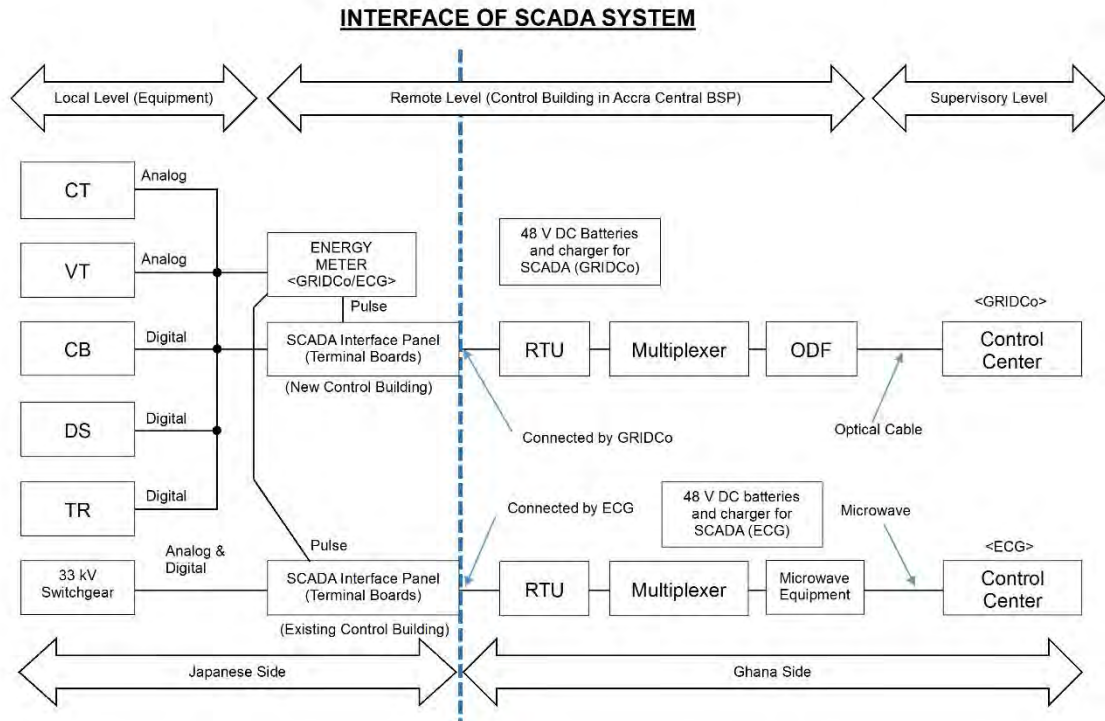 INTERFACE OF SCADA SYSTEM
Local Level (Equipment)
Remote Level (Control Building in Accra Central BSP)
Supervisory Level
CT
Analog
VT
Analog
CB
Digital
DS
Digital
TR
Digital
33 kV
Switchgear
Analog &
Digital
ENERGY
METER
<GRIDCo/ECG>
Pulse
SCADA Interface Panel
(Terminal Boards)
(New Control Building)
48 V DC Batteries
and charger for
SCADA (GRIDCo)
RTU
Multiplexer
ODF
<GRIDCo>
Control
Center
Connected by GRIDCo
Optical Cable
Connected by ECG
48 V DC batteries
and charger for
SCADA (ECG)
Microwave
Pulse
SCADA Interface Panel
(Terminal Boards)
(Existing Control Building)
RTU
Multiplexer
Microwave
Equipment
<ECG>
Control
Center
Japanese Side
Ghana Side